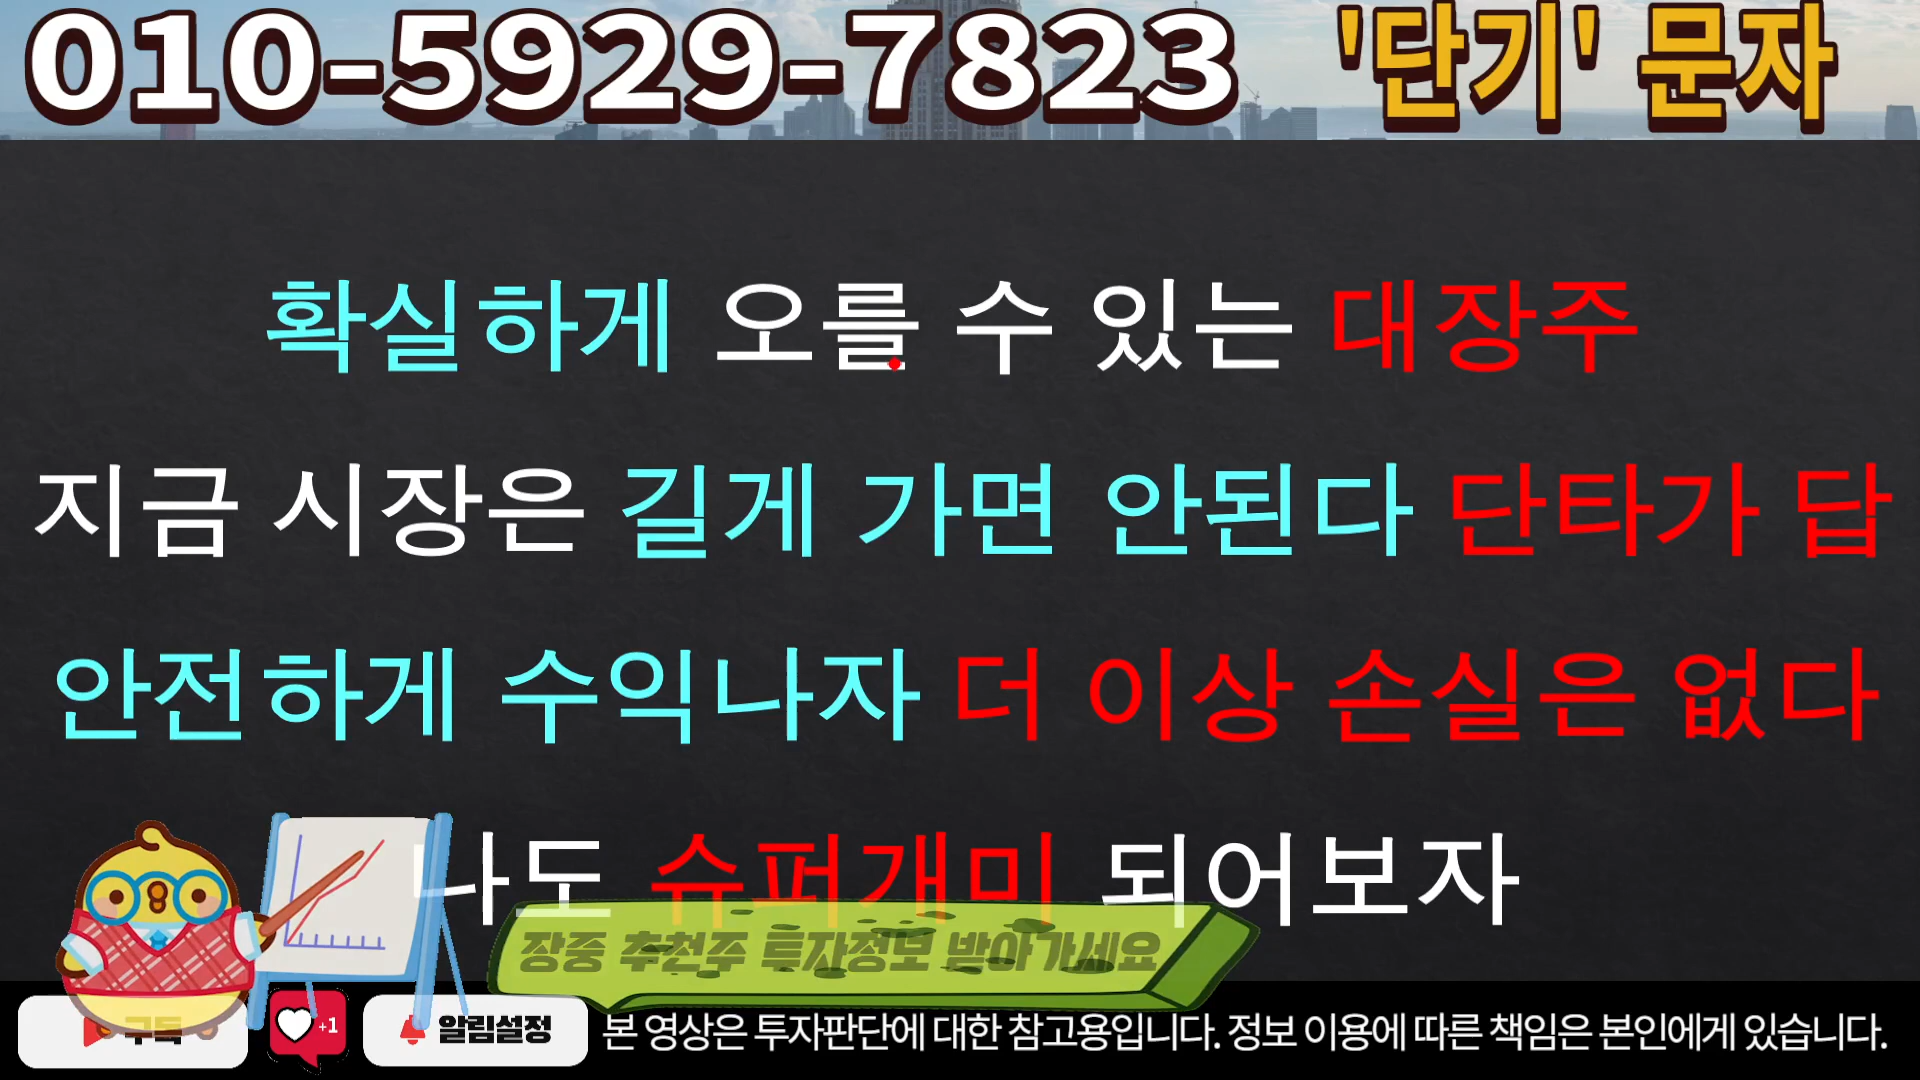 010-5929-7823 '단기' 문자
확실하게 오를 수 있는 대장주
지금 시장은 길게 가면 안된다 단타가 답
안전하게 수익나자 더 이상 손실은 없다
나도 슈퍼개미 되어보자
장중 추천주 투자정보 받아가세요
구독 +1 알림설정 본 영상은 투자판단에 대한 참고용입니다. 정보 이용에 따른 책임은 본인에게 있습니다.